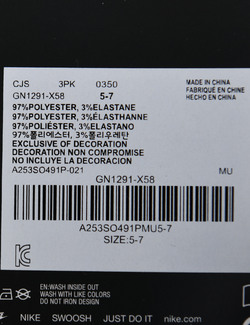 CJS 3PK 0350
GN1291-X58 5-7
MADE IN CHINA
FABRIQUÉ EN CHINE
HECHO EN CHINA
97%POLYESTER, 3%ELASTANE
97%POLYESTER, 3%ÉLASTHANNE
97%POLIÉSTER, 3%ELASTANO
97%폴리에스터, 3%폴리우레탄
EXCLUSIVE OF DECORATION
DECORATION NON COMPROMISE
NO INCLUYE LA DECORACION
A253SO491P-021 MU
GN1291-X58
A253SO491PMU5-7
SIZE:5-7
EN:WASH INSIDE OUT
WASH WITH LIKE COLORS
DO NOT IRON DESIGN
NIKE SWOOSH JUST DO IT nike.com